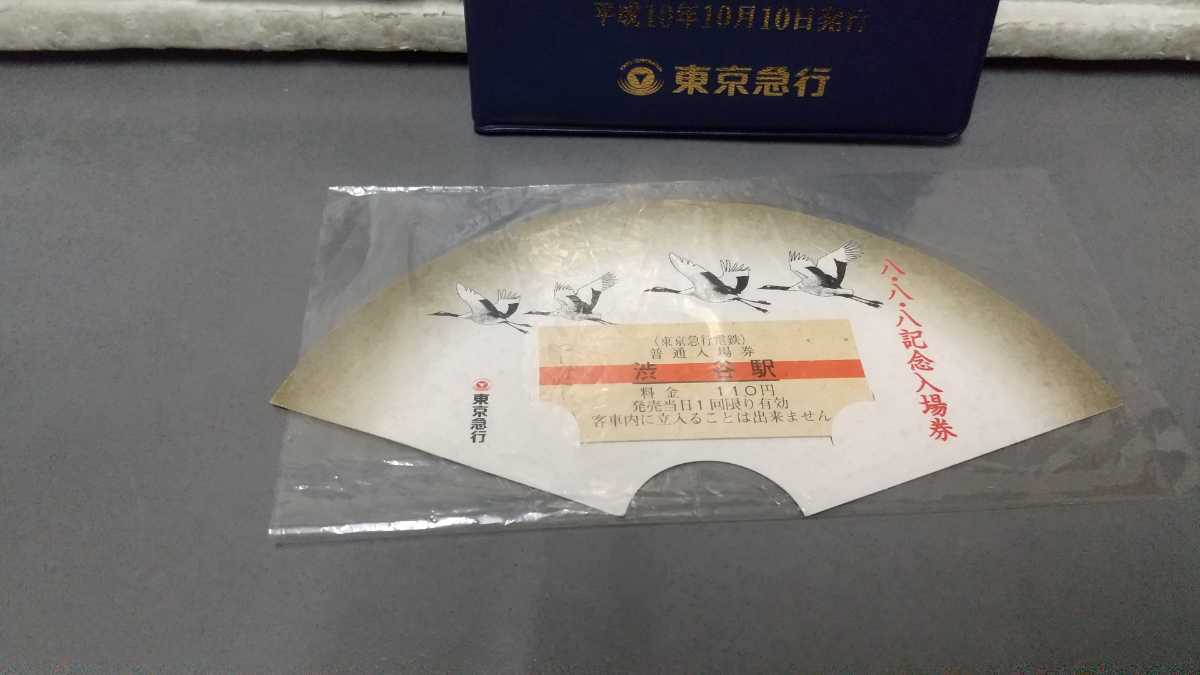 平成10年10月10日発行
東京急行
八・八・八記念入場券
〈東京急行電鉄〉
普通入場券
渋谷駅
料金 110円
発売当日1回限り有効
客車内に立入ることは出来ません
東京急行